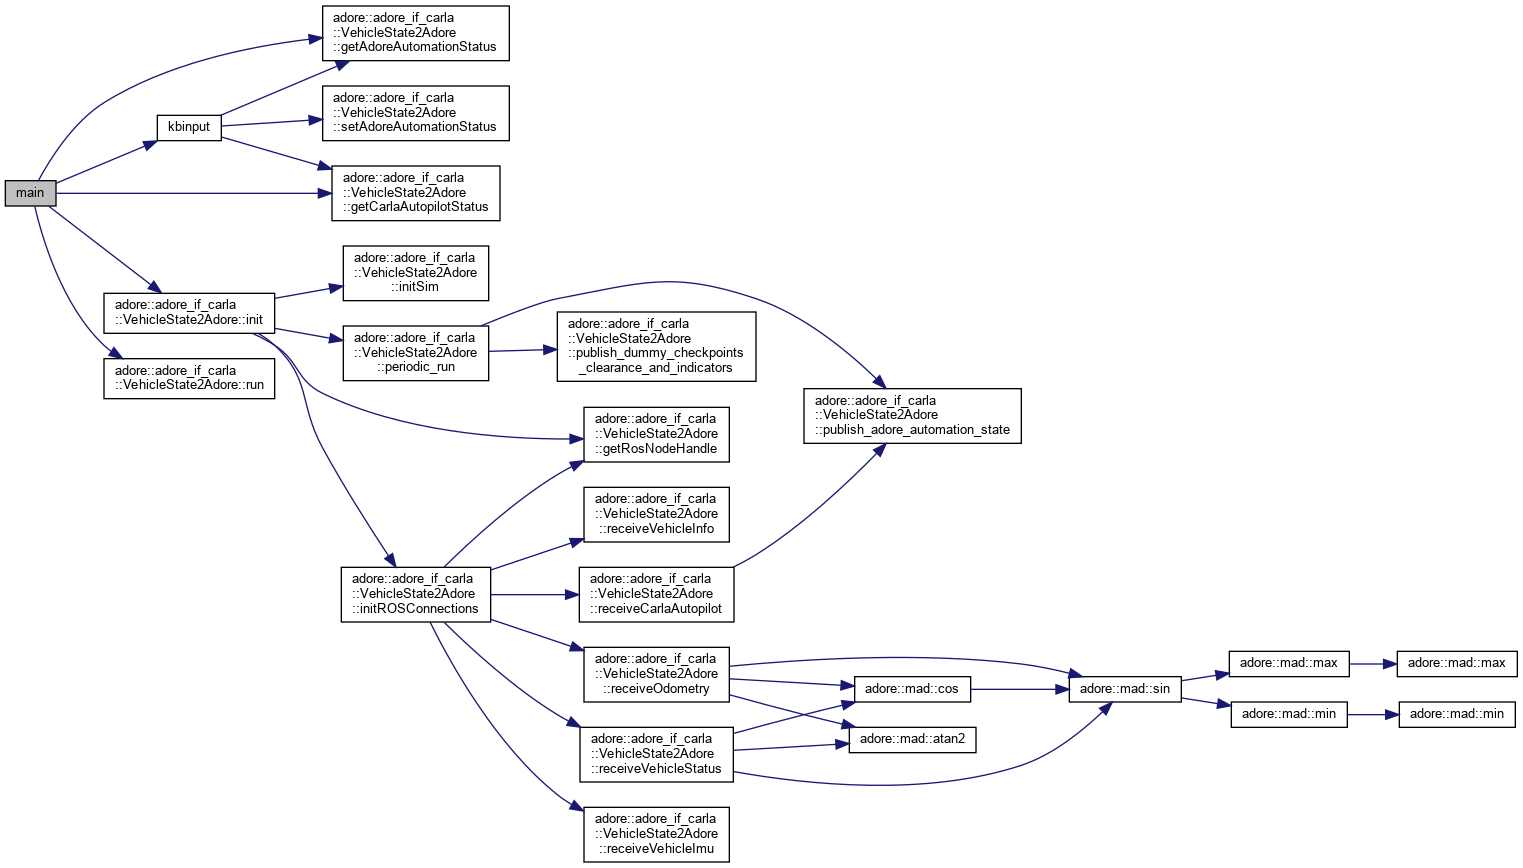 adore::adore_if_carla
::VehicleState2Adore
::getAdoreAutomationStatus
kbinput
adore::adore_if_carla
::VehicleState2Adore
::setAdoreAutomationStatus
main
adore::adore_if_carla
::VehicleState2Adore
::getCarlaAutopilotStatus
adore::adore_if_carla
::VehicleState2Adore::init
adore::adore_if_carla
::VehicleState2Adore
::initSim
adore::adore_if_carla
::VehicleState2Adore
::periodic_run
adore::adore_if_carla
::VehicleState2Adore
::publish_dummy_checkpoints
_clearance_and_indicators
adore::adore_if_carla
::VehicleState2Adore::run
adore::adore_if_carla
::VehicleState2Adore
::publish_adore_automation_state
adore::adore_if_carla
::VehicleState2Adore
::getRosNodeHandle
adore::adore_if_carla
::VehicleState2Adore
::receiveVehicleInfo
adore::adore_if_carla
::VehicleState2Adore
::initROSConnections
adore::adore_if_carla
::VehicleState2Adore
::receiveCarlaAutopilot
adore::adore_if_carla
::VehicleState2Adore
::receiveOdometry
adore::mad::cos
adore::mad::sin
adore::mad::max
adore::mad::max
adore::mad::min
adore::mad::min
adore::mad::atan2
adore::adore_if_carla
::VehicleState2Adore
::receiveVehicleStatus
adore::adore_if_carla
::VehicleState2Adore
::receiveVehicleImu